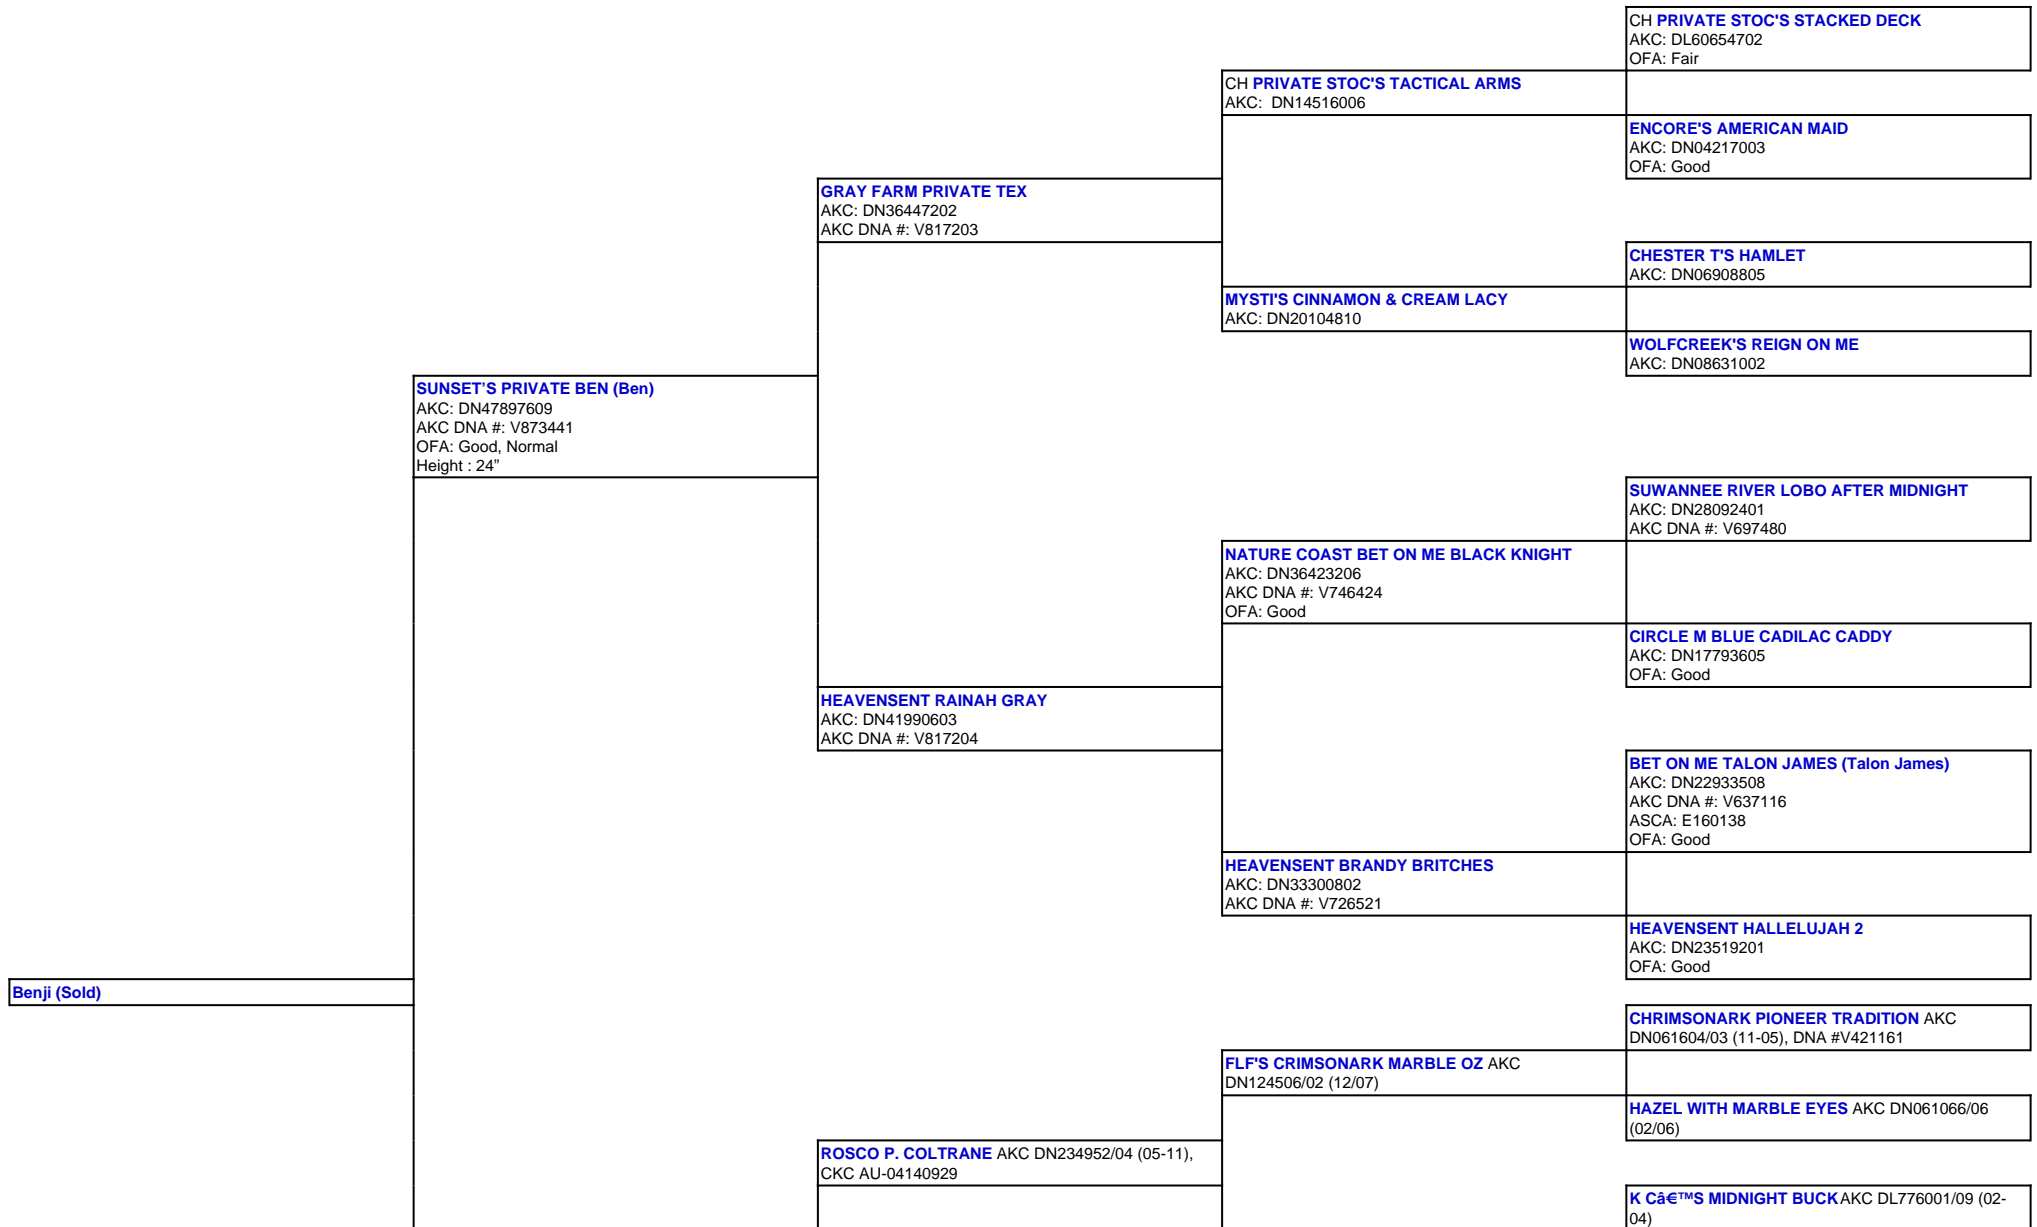 CH PRIVATE STOC'S STACKED DECK
AKC: DL60654702
OFA: Fair
CH PRIVATE STOC'S TACTICAL ARMS
AKC:  DN14516006
ENCORE'S AMERICAN MAID
AKC: DN04217003
OFA: Good
GRAY FARM PRIVATE TEX
AKC: DN36447202
AKC DNA #: V817203
CHESTER T'S HAMLET
AKC: DN06908805
MYSTI'S CINNAMON & CREAM LACY
AKC: DN20104810
WOLFCREEK'S REIGN ON ME
AKC: DN08631002
SUNSET’S PRIVATE BEN (Ben)
AKC: DN47897609
AKC DNA #: V873441
OFA: Good, Normal
Height : 24”
SUWANNEE RIVER LOBO AFTER MIDNIGHT
AKC: DN28092401
AKC DNA #: V697480
NATURE COAST BET ON ME BLACK KNIGHT
AKC: DN36423206
AKC DNA #: V746424
OFA: Good
CIRCLE M BLUE CADILAC CADDY
AKC: DN17793605
OFA: Good
HEAVENSENT RAINAH GRAY
AKC: DN41990603
AKC DNA #: V817204
BET ON ME TALON JAMES (Talon James)
AKC: DN22933508
AKC DNA #: V637116
ASCA: E160138
OFA: Good
HEAVENSENT BRANDY BRITCHES
AKC: DN33300802
AKC DNA #: V726521
HEAVENSENT HALLELUJAH 2
AKC: DN23519201
OFA: Good
Benji (Sold)
CHRIMSONARK PIONEER TRADITION AKC
DN061604/03 (11-05), DNA #V421161
FLF'S CRIMSONARK MARBLE OZ AKC
DN124506/02 (12/07)
HAZEL WITH MARBLE EYES AKC DN061066/06
(02/06)
ROSCO P. COLTRANE AKC DN234952/04 (05-11),
CKC AU-04140929
K Câ€™S MIDNIGHT BUCK AKC DL776001/09 (02-
04)